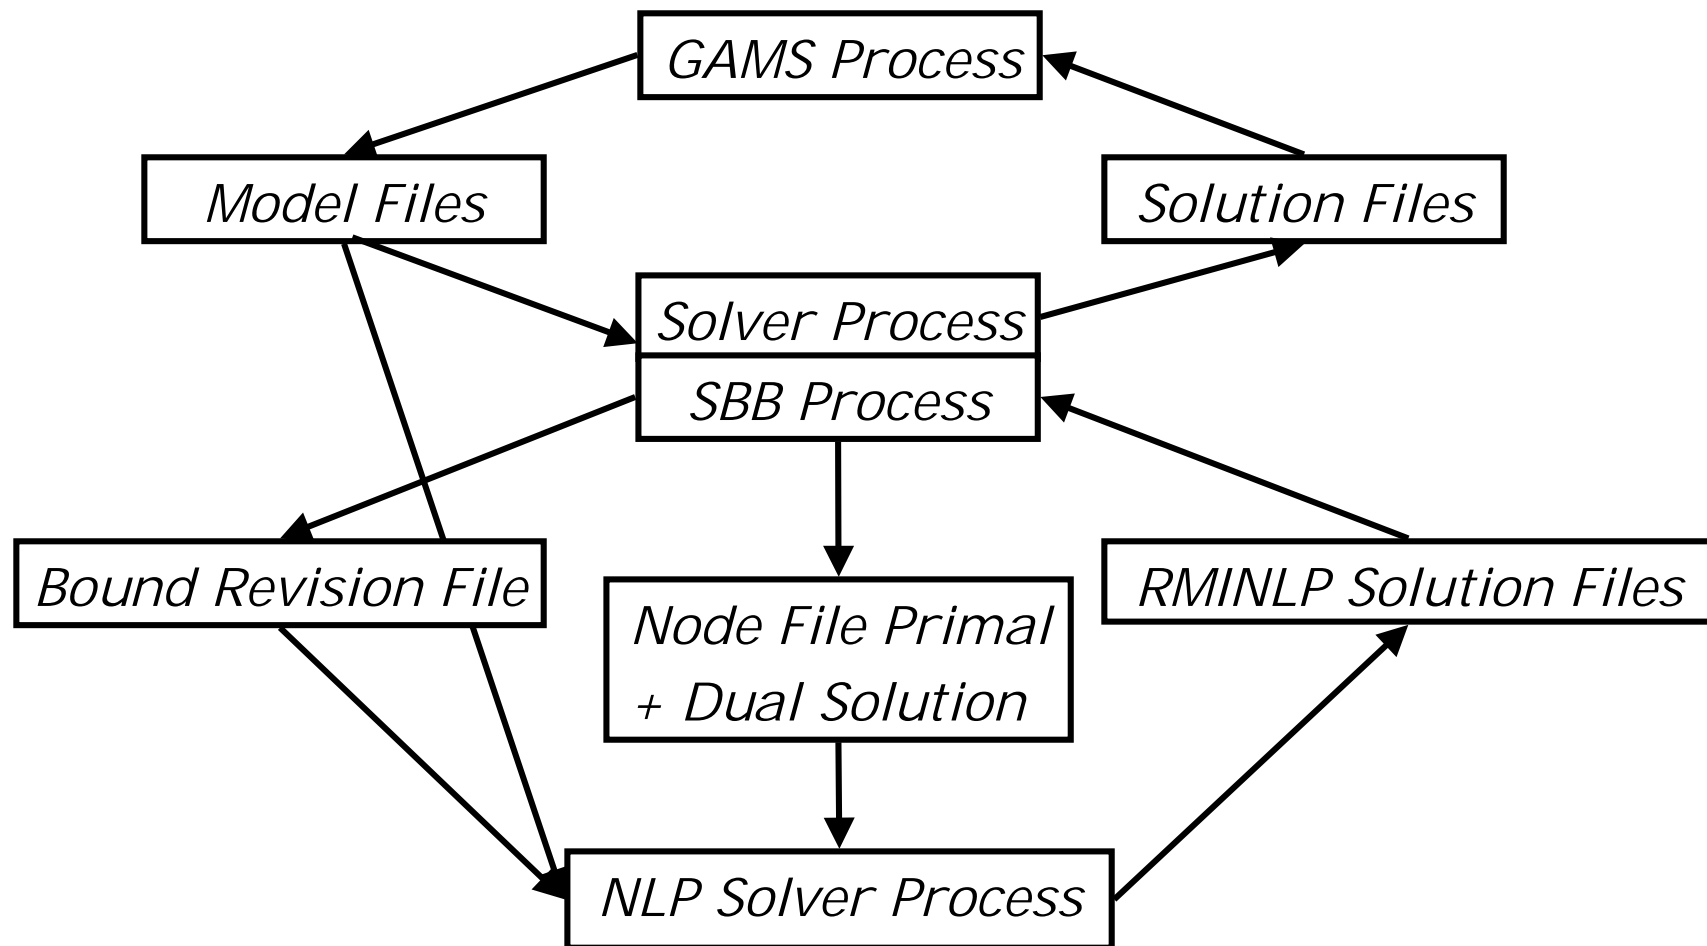 GAMS Process
Model Files
Solution Files
Solver Process
SBB Process
Bound Revision File
Node File Primal
+ Dual Solution
RMINLP Solution Files
NLP Solver Process